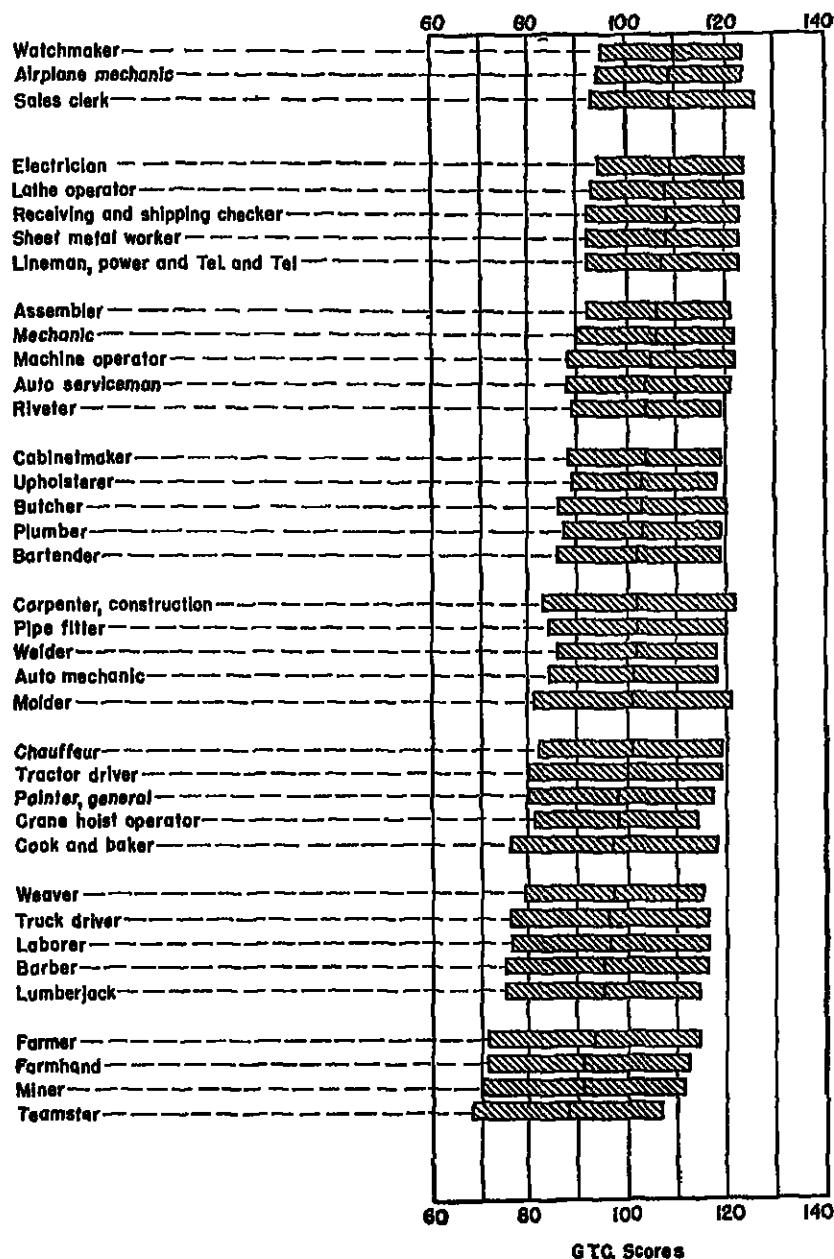 60 80 100 120 140
Watchmaker
Airplane mechanic
Sales clerk
Electrician
Lathe operator
Receiving and shipping checker
Sheet metal worker
Lineman, power and Tel. and Tel
Assembler
Mechanic
Machine operator
Auto serviceman
Riveter
Cabinetmaker
Upholsterer
Butcher
Plumber
Bartender
Carpenter, construction
Pipe fitter
Welder
Auto mechanic
Molder
Chauffeur
Tractor driver
Painter, general
Crane hoist operator
Cook and baker
Weaver
Truck driver
Laborer
Barber
Lumberjack
Farmer
Farmhand
Miner
Teamster
60 80 100 120 140
G.T.C. Scores